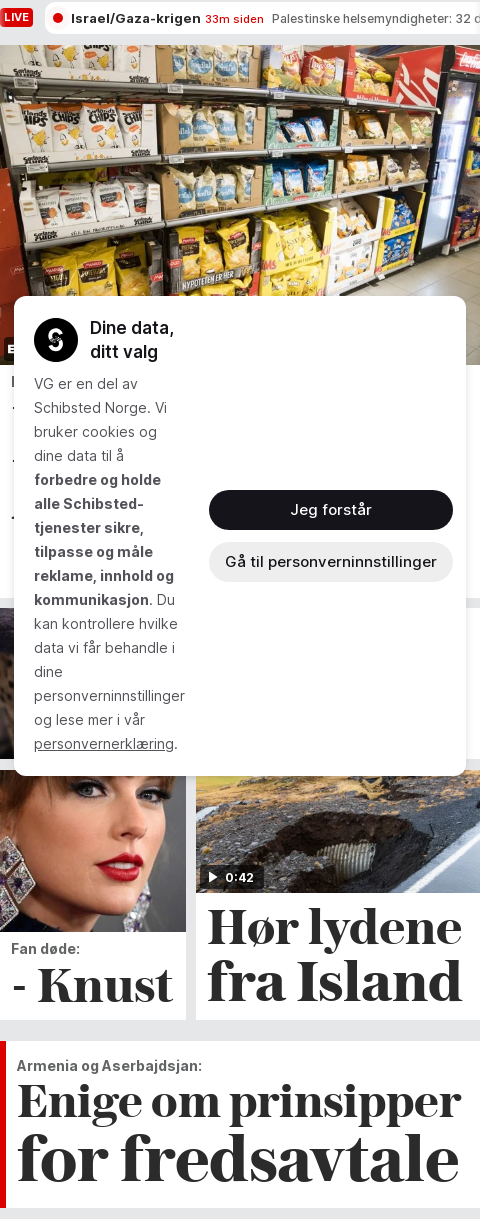 LIVE
Israel/Gaza-krigen 33m siden Palestinske helsemyndigheter: 32 d
Dine data,
ditt valg
VG er en del av
Schibsted Norge. Vi
bruker cookies og
dine data til å
forbedre og holde
alle Schibsted-
tjenester sikre,
tilpasse og måle
reklame, innhold og
kommunikasjon. Du
kan kontrollere hvilke
data vi får behandle i
dine
personverninnstillinger
og lese mer i vår
personvernerklæring.
Jeg forstår
Gå til personverninnstillinger
0:42
Fan døde:
- Knust
Hør lydene
fra Island
Armenia og Aserbajdsjan:
Enige om prinsipper
for fredsavtale